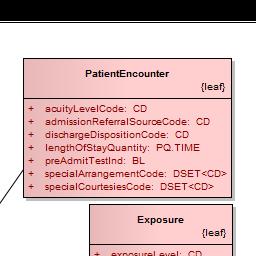 PatientEncounter
{leaf}
+ acuityLevelCode: CD
+ admissionReferralSourceCode: CD
+ dischargeDispositionCode: CD
+ lengthOfStayQuantity: PQ.TIME
+ preAdmitTestInd: BL
+ specialArrangementCode: DSET<CD>
+ specialCourtesiesCode: DSET<CD>
Exposure
{leaf}
+ exposureLevel: CD